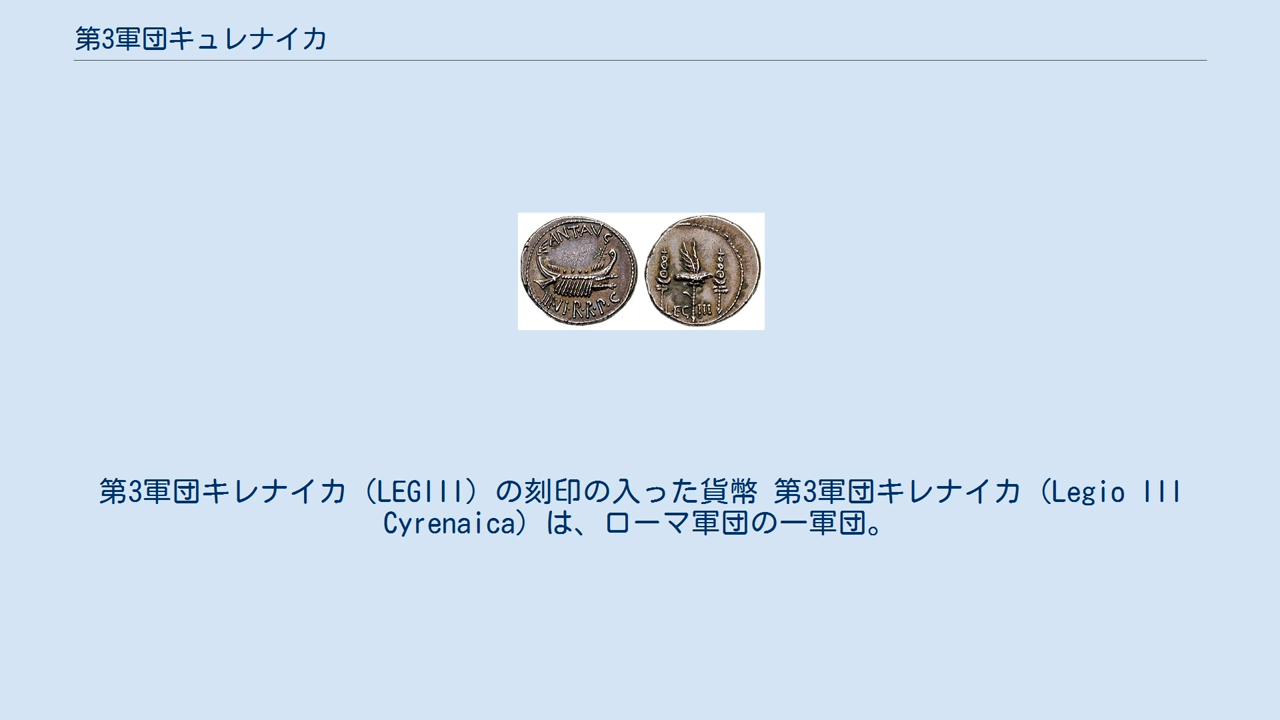 第3軍団キュレナイカ
ANT·AVG
III·VIR·R·P·C
LEG III
第3軍団キレナイカ（LEGIII）の刻印の入った貨幣 第3軍団キレナイカ（Legio III
Cyrenaica）は、ローマ軍団の一軍団。